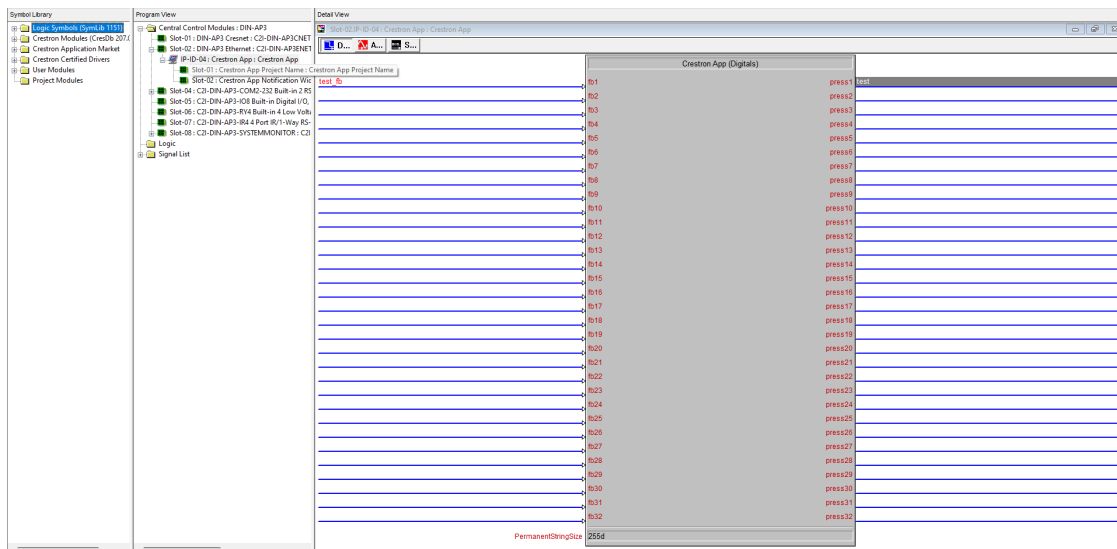 Symbol Library
Logic Symbols (SymLib 1151)
Crestron Modules (CresDb 207.0
Crestron Application Market
Crestron Certified Drivers
User Modules
Project Modules
Program View
Central Control Modules : DIN-AP3
Slot-01 : DIN-AP3 Cresnet : C2I-DIN-AP3CNET
Slot-02 : DIN-AP3 Ethernet : C2I-DIN-AP3ENET
IP-ID-04 : Crestron App : Crestron App
Slot-01 : Crestron App Project Name : Crestron App Project Name
Slot-02 : Crestron App Notification Wid
Slot-04 : C2I-DIN-AP3-COM2-232 Built-in 2 RS
Slot-05 : C2I-DIN-AP3-IO8 Built-in Digital I/O,
Slot-06 : C2I-DIN-AP3-RY4 Built-in 4 Low Volta
Slot-07 : C2I-DIN-AP3-IR4 4 Port IR/1-Way RS-
Slot-08 : C2I-DIN-AP3-SYSTEMMONITOR : C2I
Logic
Signal List
Detail View
Slot-02.IP-ID-04 : Crestron App : Crestron App
D... A... S...
Crestron App (Digitals)
test_fb fb1 press1 test
fb2 press2
fb3 press3
fb4 press4
fb5 press5
fb6 press6
fb7 press7
fb8 press8
fb9 press9
fb10 press10
fb11 press11
fb12 press12
fb13 press13
fb14 press14
fb15 press15
fb16 press16
fb17 press17
fb18 press18
fb19 press19
fb20 press20
fb21 press21
fb22 press22
fb23 press23
fb24 press24
fb25 press25
fb26 press26
fb27 press27
fb28 press28
fb29 press29
fb30 press30
fb31 press31
fb32 press32
PermanentStringSize 255d